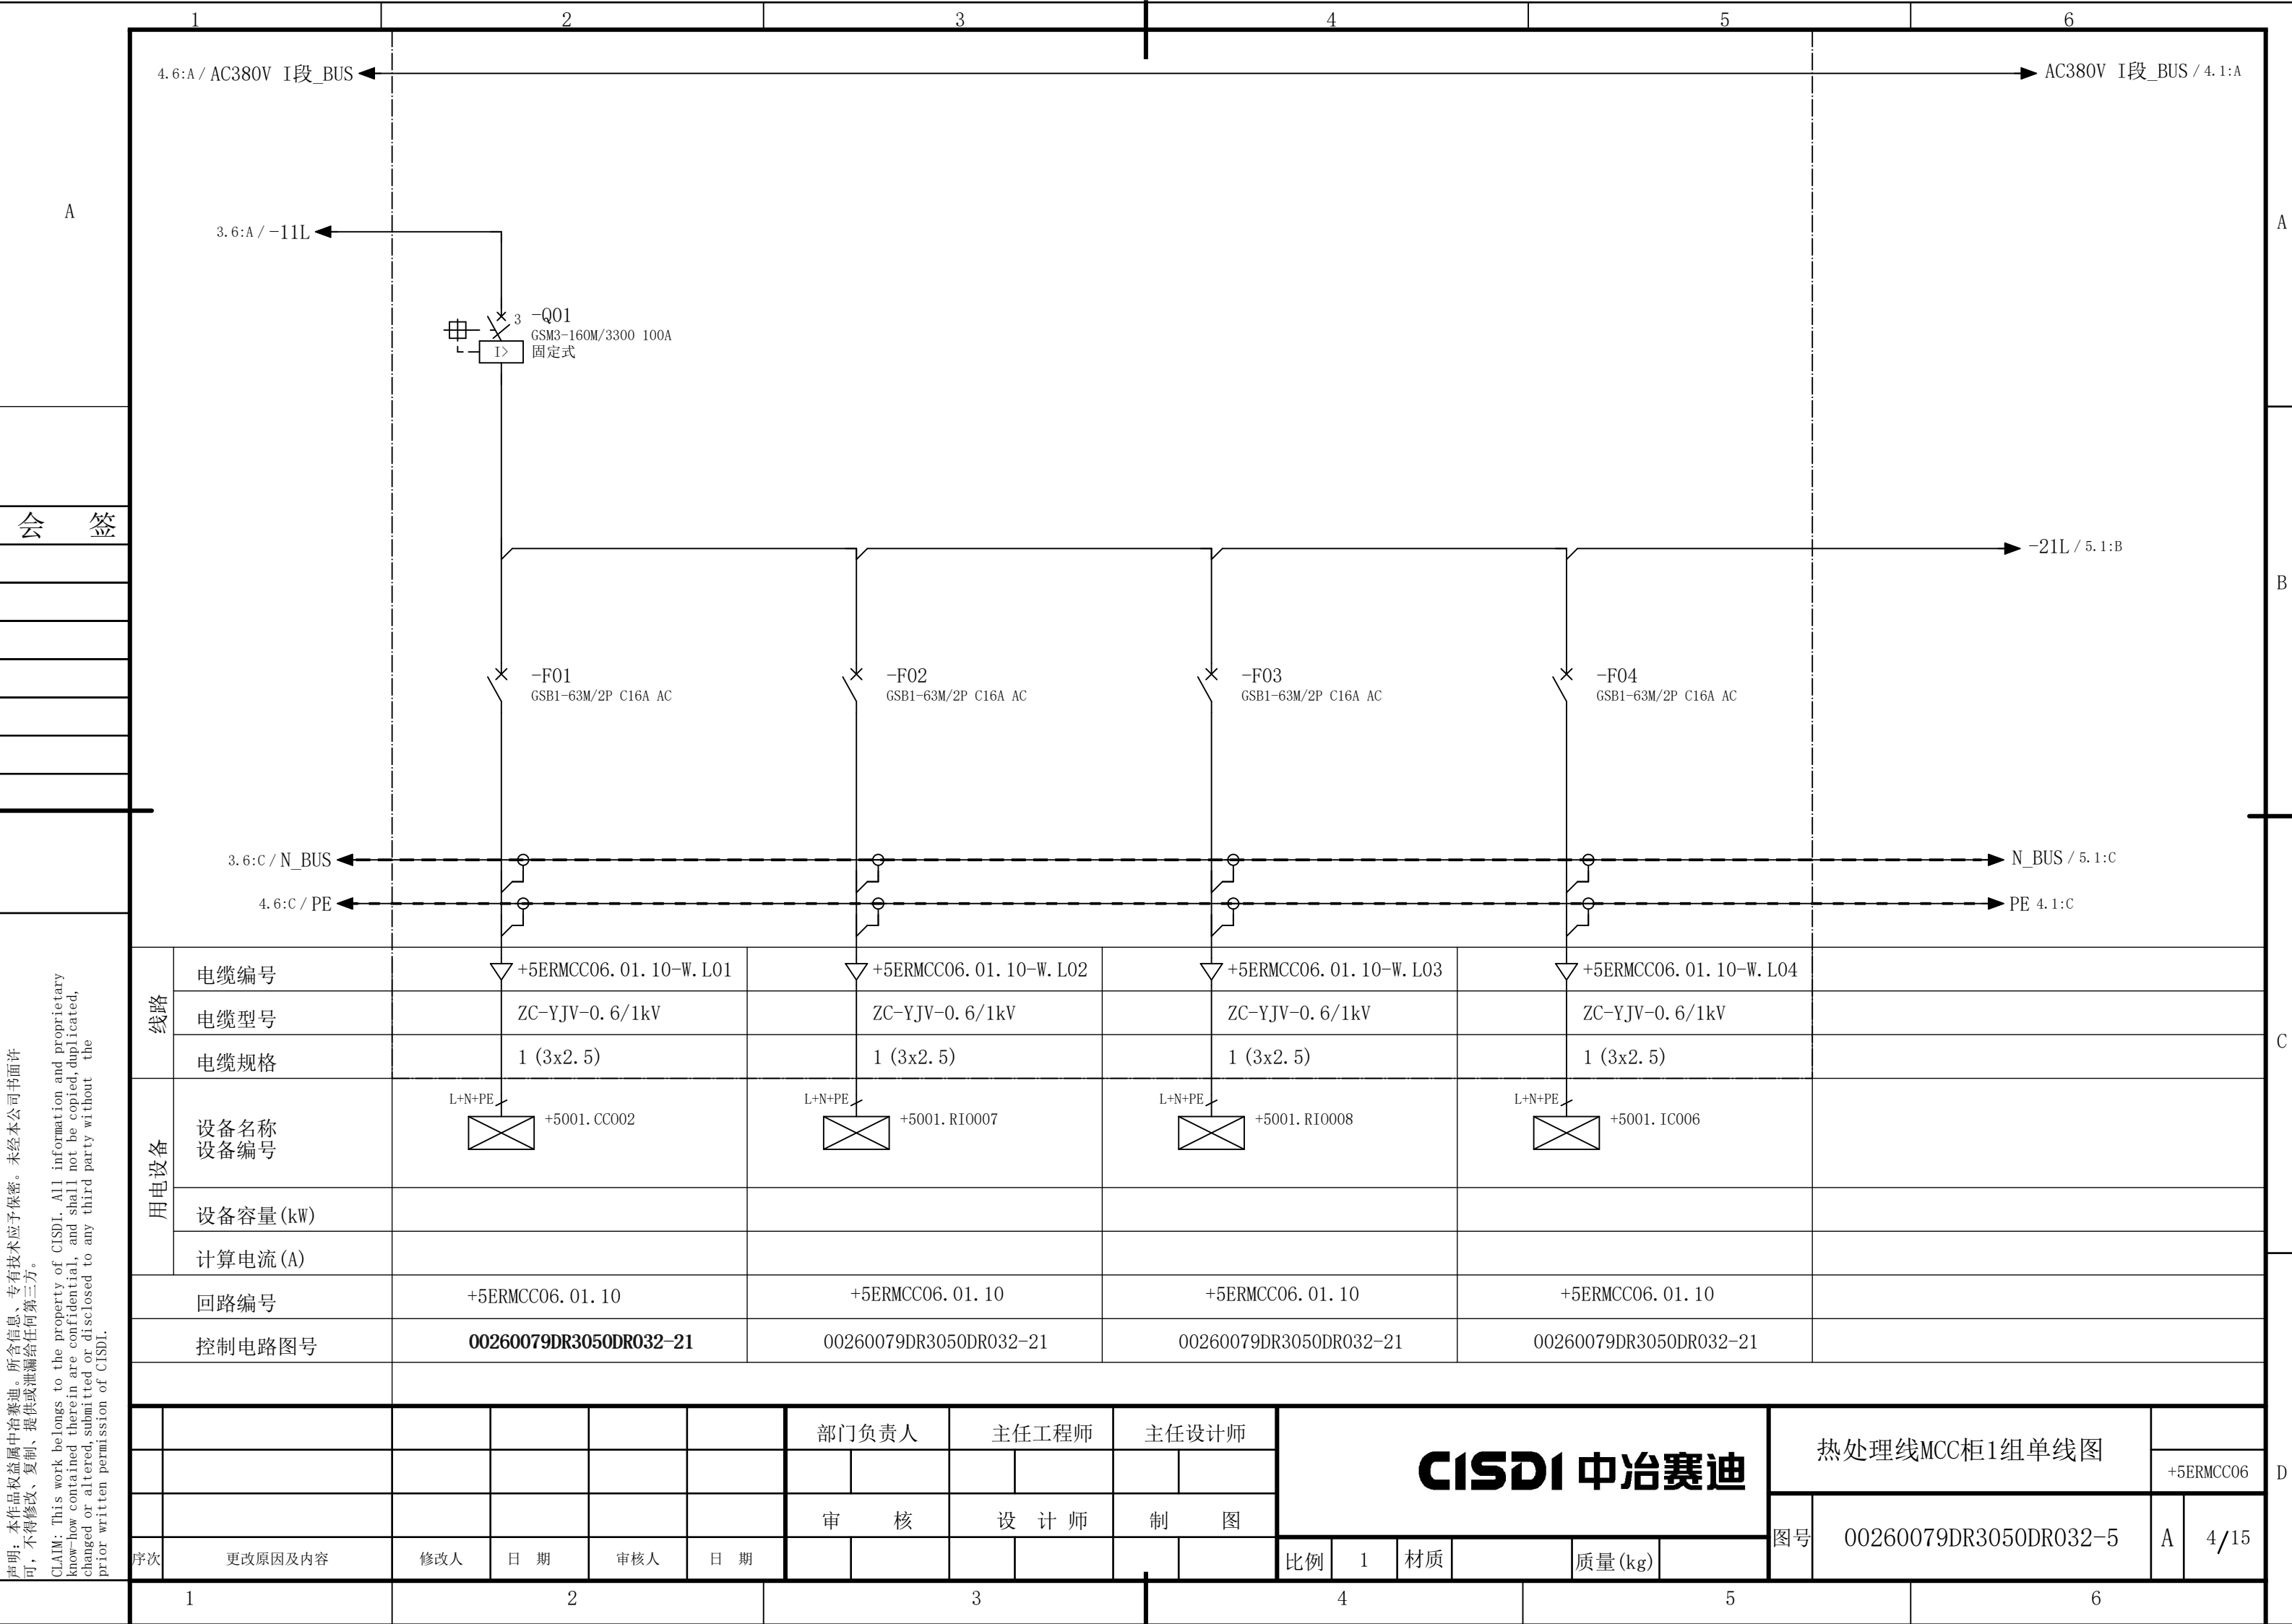 1 2 3 4 5 6
4.6:A / AC380V I段_BUS
AC380V I段_BUS / 4.1:A
A
A
3.6:A / -11L
3 -Q01
GSM3-160M/3300 100A
I> 固定式
会 签
-21L / 5.1:B
B
-F01
GSB1-63M/2P C16A AC
-F02
GSB1-63M/2P C16A AC
-F03
GSB1-63M/2P C16A AC
-F04
GSB1-63M/2P C16A AC
3.6:C / N_BUS
N_BUS / 5.1:C
4.6:C / PE
PE 4.1:C
线路
电缆编号 +5ERMCC06.01.10-W.L01 +5ERMCC06.01.10-W.L02 +5ERMCC06.01.10-W.L03 +5ERMCC06.01.10-W.L04
电缆型号 ZC-YJV-0.6/1kV ZC-YJV-0.6/1kV ZC-YJV-0.6/1kV ZC-YJV-0.6/1kV
电缆规格 1 (3x2.5) 1 (3x2.5) 1 (3x2.5) 1 (3x2.5)
C
用电设备
L+N+PE L+N+PE L+N+PE L+N+PE
设备名称 +5001.CC002 +5001.RIO007 +5001.RIO008 +5001.IC006
设备编号
设备容量(kW)
计算电流(A)
回路编号 +5ERMCC06.01.10 +5ERMCC06.01.10 +5ERMCC06.01.10 +5ERMCC06.01.10
控制电路图号 00260079DR3050DR032-21 00260079DR3050DR032-21 00260079DR3050DR032-21 00260079DR3050DR032-21
声明: 本作品权益属中冶赛迪。所含信息、专有技术应予保密。未经本公司书面许
可, 不得修改、复制、提供或泄漏给任何第三方。
CLAIM: This work belongs to the property of CISDI. All information and proprietary
know-how contained therein are confidential, and shall not be copied,duplicated,
changed or altered,submitted or disclosed to any third party without the
prior written permission of CISDI.
部门负责人 主任工程师 主任设计师
审 核 设 计 师 制 图
序次 更改原因及内容 修改人 日 期 审核人 日 期
CISDI 中冶赛迪
比例 1 材质 质量(kg)
热处理线MCC柜1组单线图
+5ERMCC06
图号 00260079DR3050DR032-5 A 4/15
D
1 2 3 4 5 6